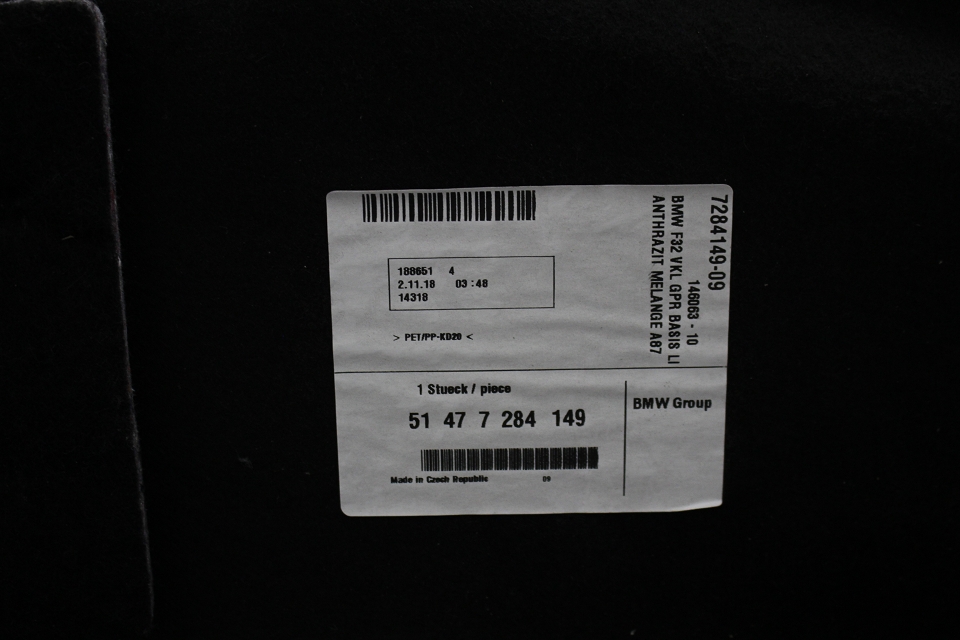 188651 4
2.11.18 03:48
14318
> PET/PP-KD20 <
7284149-09
146063 - 10
BMW F32 VKL GPR BASIS LI
ANTHRAZIT MELANGE A87
1 Stueck / piece
51 47 7 284 149
BMW Group
Made in Czech Republic 09